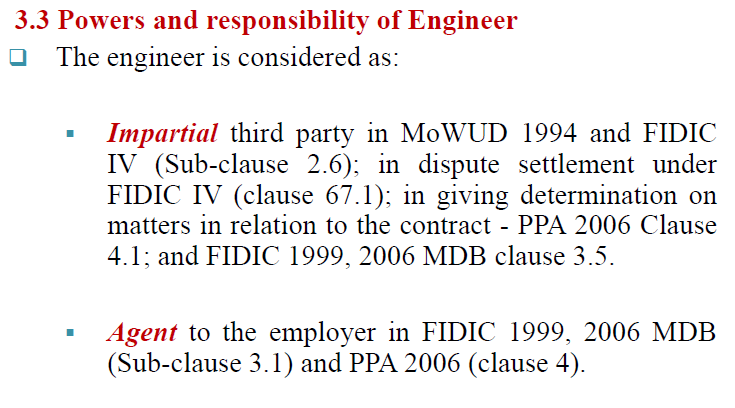 3.3 Powers and responsibility of Engineer
The engineer is considered as:
Impartial third party in MoWUD 1994 and FIDIC
IV (Sub-clause 2.6); in dispute settlement under
FIDIC IV (clause 67.1); in giving determination on
matters in relation to the contract - PPA 2006 Clause
4.1; and FIDIC 1999, 2006 MDB clause 3.5.
Agent to the employer in FIDIC 1999, 2006 MDB
(Sub-clause 3.1) and PPA 2006 (clause 4).